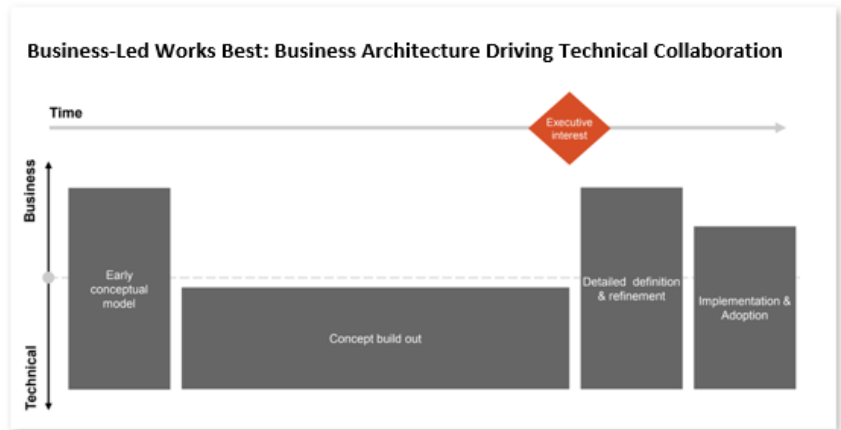 Business-Led Works Best: Business Architecture Driving Technical Collaboration
Time
Executive
interest
Business
Technical
Early
conceptual
model
Concept build out
Detailed definition
& refinement
Implementation &
Adoption